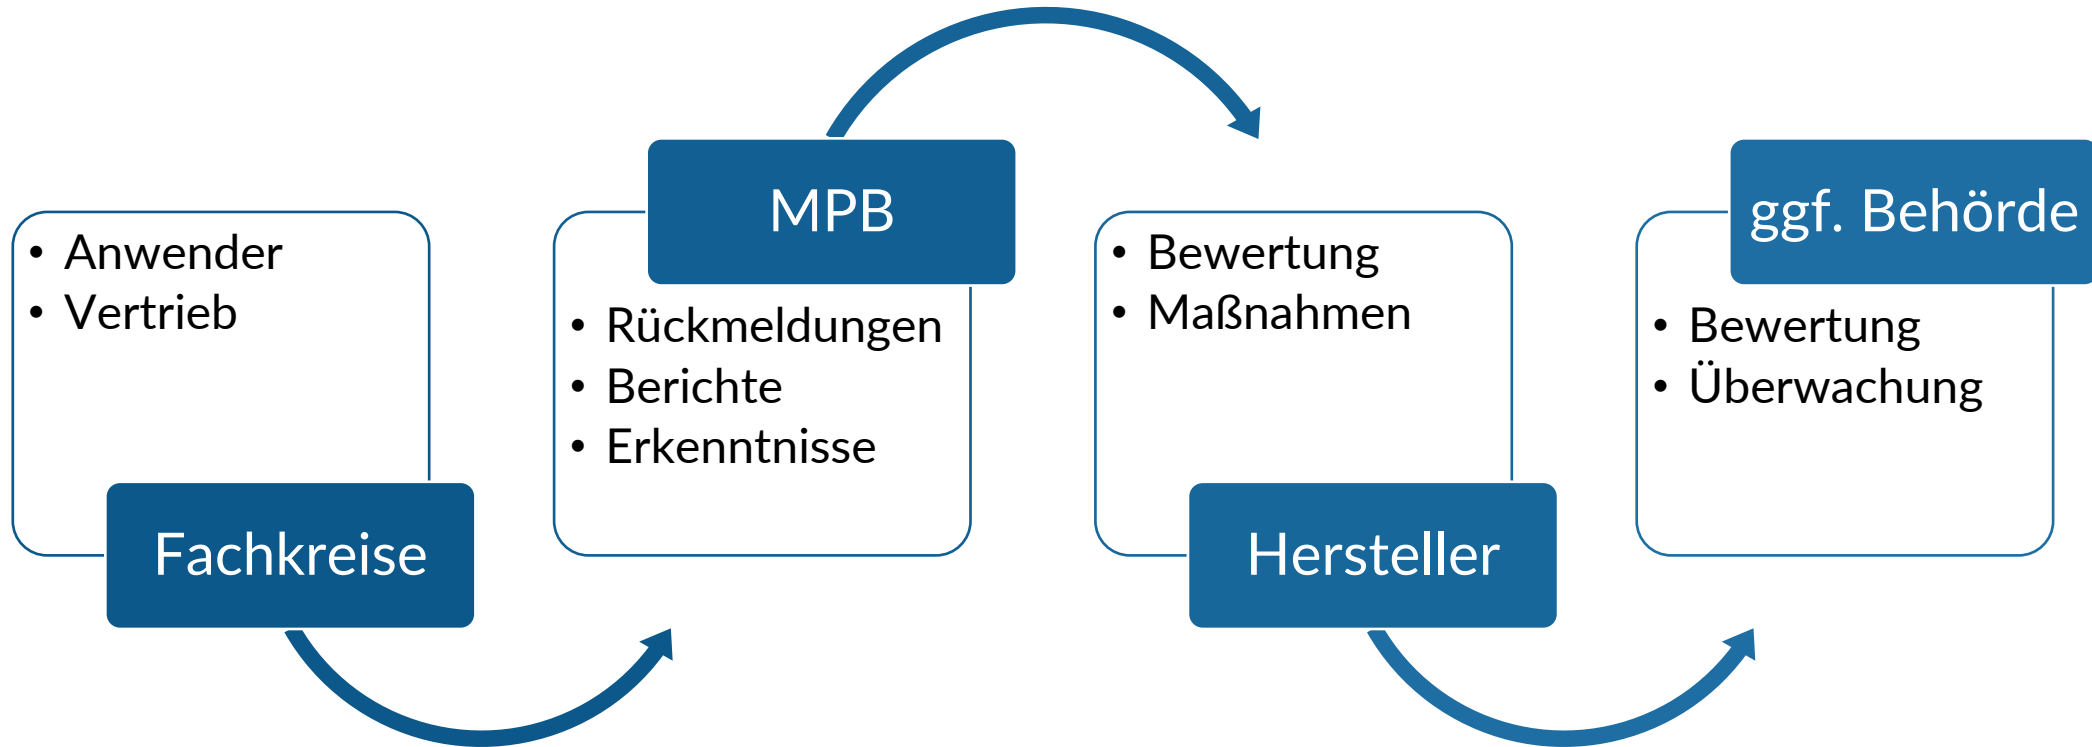 • Anwender
• Vertrieb
Fachkreise
MPB
• Rückmeldungen
• Berichte
• Erkenntnisse
• Bewertung
• Maßnahmen
Hersteller
ggf. Behörde
• Bewertung
• Überwachung